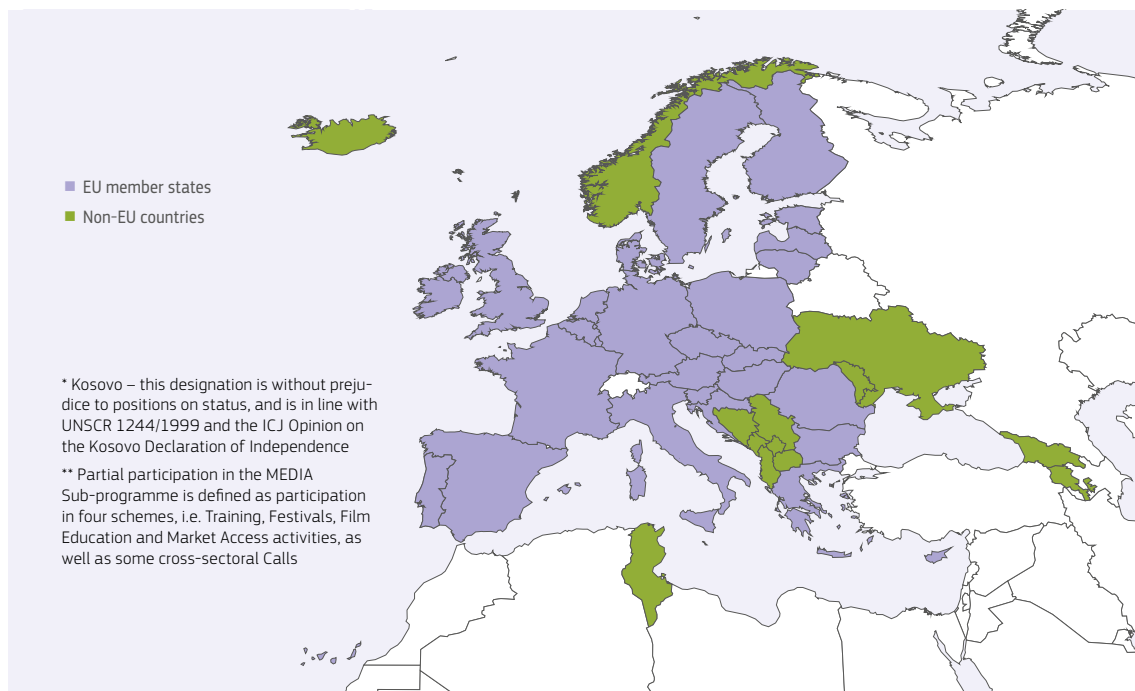 EU member states
Non-EU countries
* Kosovo – this designation is without preju-
dice to positions on status, and is in line with
UNSCR 1244/1999 and the ICJ Opinion on
the Kosovo Declaration of Independence
** Partial participation in the MEDIA
Sub-programme is defined as participation
in four schemes, i.e. Training, Festivals, Film
Education and Market Access activities, as
well as some cross-sectoral Calls